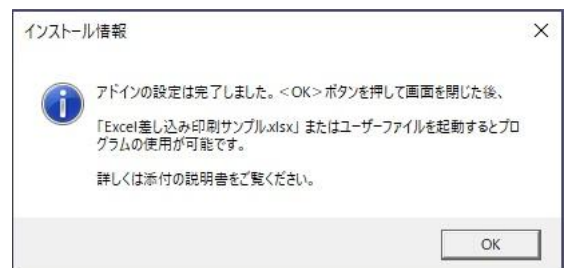 インストール情報
アドインの設定は完了しました。<OK>ボタンを押して画面を閉じた後、
「Excel差し込み印刷サンプル.xlsx」またはユーザーファイルを起動するとプロ
グラムの使用が可能です。
詳しくは添付の説明書をご覧ください。
OK